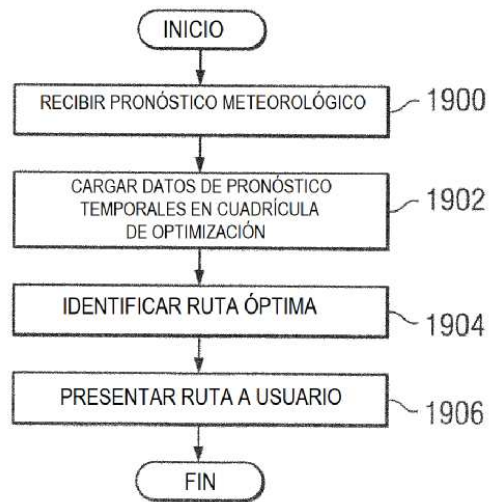 INICIO
RECIBIR PRONÓSTICO METEOROLÓGICO
1900
CARGAR DATOS DE PRONÓSTICO
TEMPORALES EN CUADRÍCULA
DE OPTIMIZACIÓN
1902
IDENTIFICAR RUTA ÓPTIMA
1904
PRESENTAR RUTA A USUARIO
1906
FIN